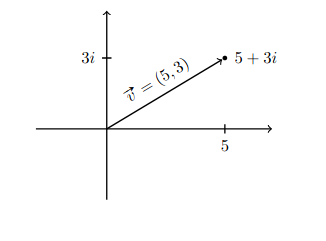 3i
v⃗ = (5, 3)
5 + 3i
5